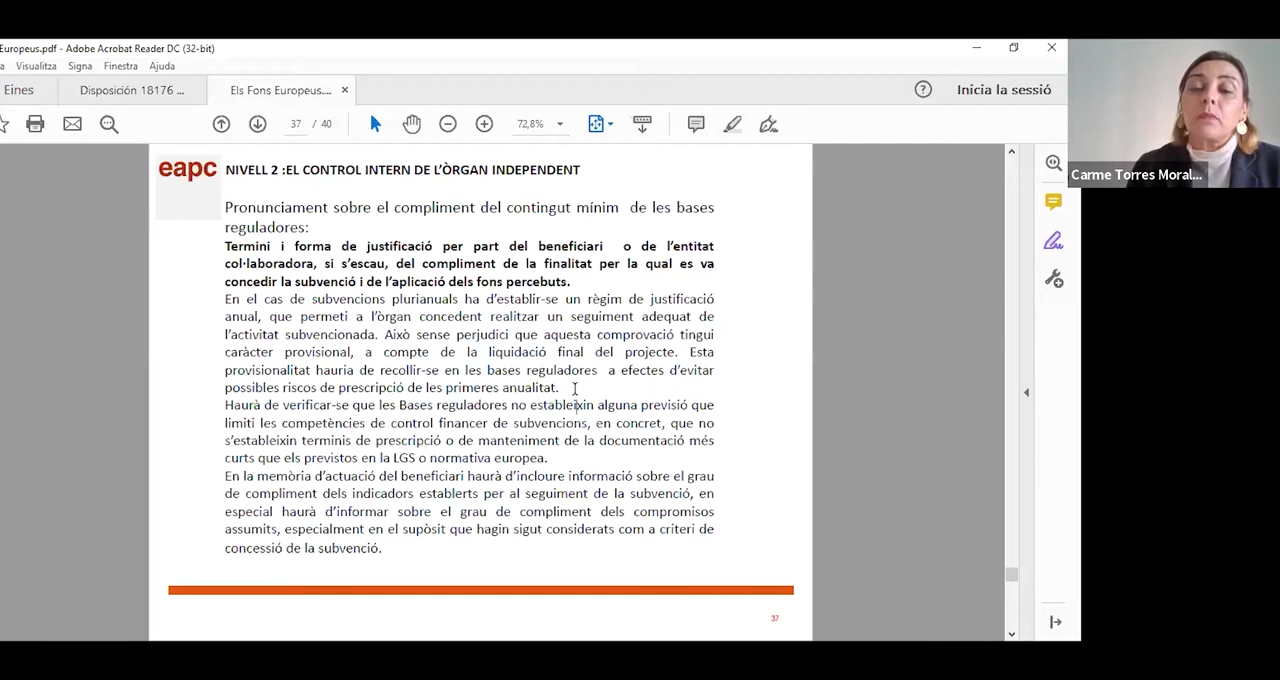 Europeus.pdf - Adobe Acrobat Reader DC (32-bit)
a Visualitza Signa Finestra Ajuda
Eines Disposición 18176 ... Els Fons Europeus.... × Inicia la sessió
37 / 40 72,8%
Carme Torres Moral...
eapc NIVELL 2 :EL CONTROL INTERN DE L'ÒRGAN INDEPENDENT
Pronunciament sobre el compliment del contingut mínim de les bases
reguladores:
Termini i forma de justificació per part del beneficiari o de l'entitat
col·laboradora, si s'escau, del compliment de la finalitat per la qual es va
concedir la subvenció i de l'aplicació dels fons percebuts.
En el cas de subvencions plurianuals ha d'establir-se un règim de justificació
anual, que permeti a l'òrgan concedent realitzar un seguiment adequat de
l'activitat subvencionada. Això sense perjudici que aquesta comprovació tingui
caràcter provisional, a compte de la liquidació final del projecte. Esta
provisionalitat hauria de recollir-se en les bases reguladores a efectes d'evitar
possibles riscos de prescripció de les primeres anualitat.
Haurà de verificar-se que les Bases reguladores no estableixin alguna previsió que
limiti les competències de control financer de subvencions, en concret, que no
s'estableixin terminis de prescripció o de manteniment de la documentació més
curts que els previstos en la LGS o normativa europea.
En la memòria d'actuació del beneficiari haurà d'incloure informació sobre el grau
de compliment dels indicadors establerts per al seguiment de la subvenció, en
especial haurà d'informar sobre el grau de compliment dels compromisos
assumits, especialment en el supòsit que hagin sigut considerats com a criteri de
concessió de la subvenció.
37